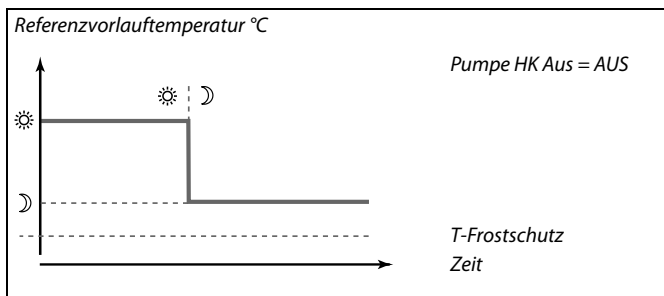 Referenzvorlauftemperatur °C
Pumpe HK Aus = AUS
T-Frostschutz
Zeit